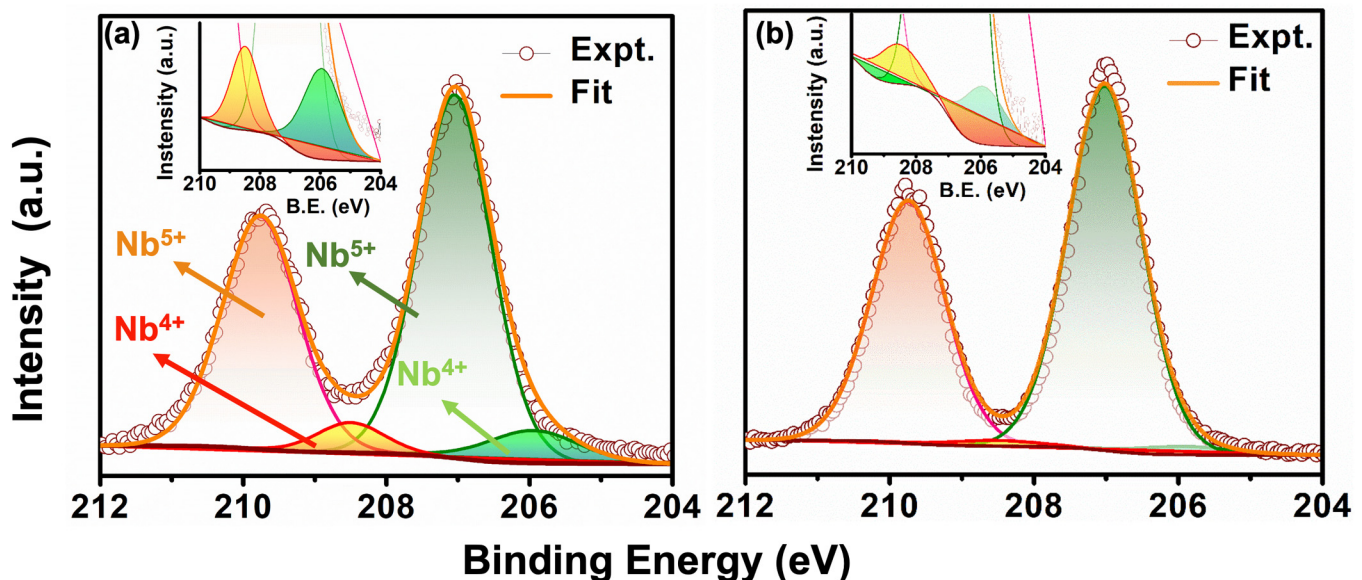 (a)
Instensity (a.u.)
210 208 206 204
B.E. (eV)
Expt.
Fit
Nb5+
Nb5+
Nb4+
Nb4+
212 210 208 206 204
(b)
Instensity (a.u.)
210 208 206 204
B.E. (eV)
Expt.
Fit
212 210 208 206 204
Intensity (a.u.)
Binding Energy (eV)